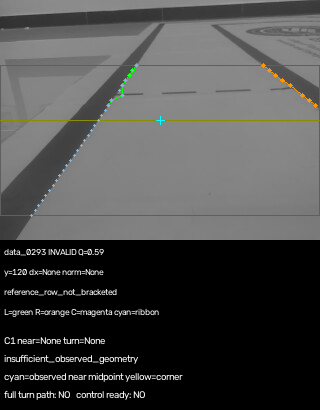 data_0293 INVALID Q=0.59
y=120 dx=None norm=None
reference_row_not_bracketed
L=green R=orange C=magenta cyan=ribbon
C1 near=None turn=None
insufficient_observed_geometry
cyan=observed near midpoint yellow=corner
full turn path: NO control ready: NO